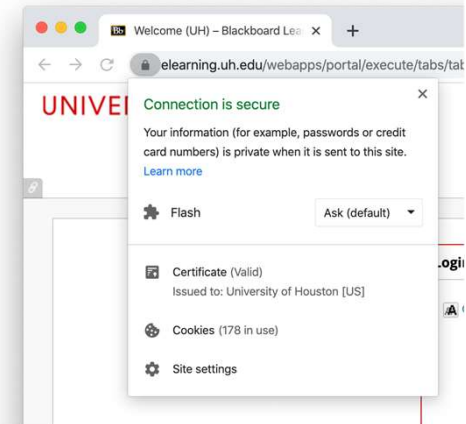 Bb Welcome (UH) – Blackboard Lea
elearning.uh.edu/webapps/portal/execute/tabs/tab
UNIVE
Connection is secure
Your information (for example, passwords or credit
card numbers) is private when it is sent to this site.
Learn more
Flash Ask (default)
Logi
Certificate (Valid)
Issued to: University of Houston [US]
A
Cookies (178 in use)
Site settings